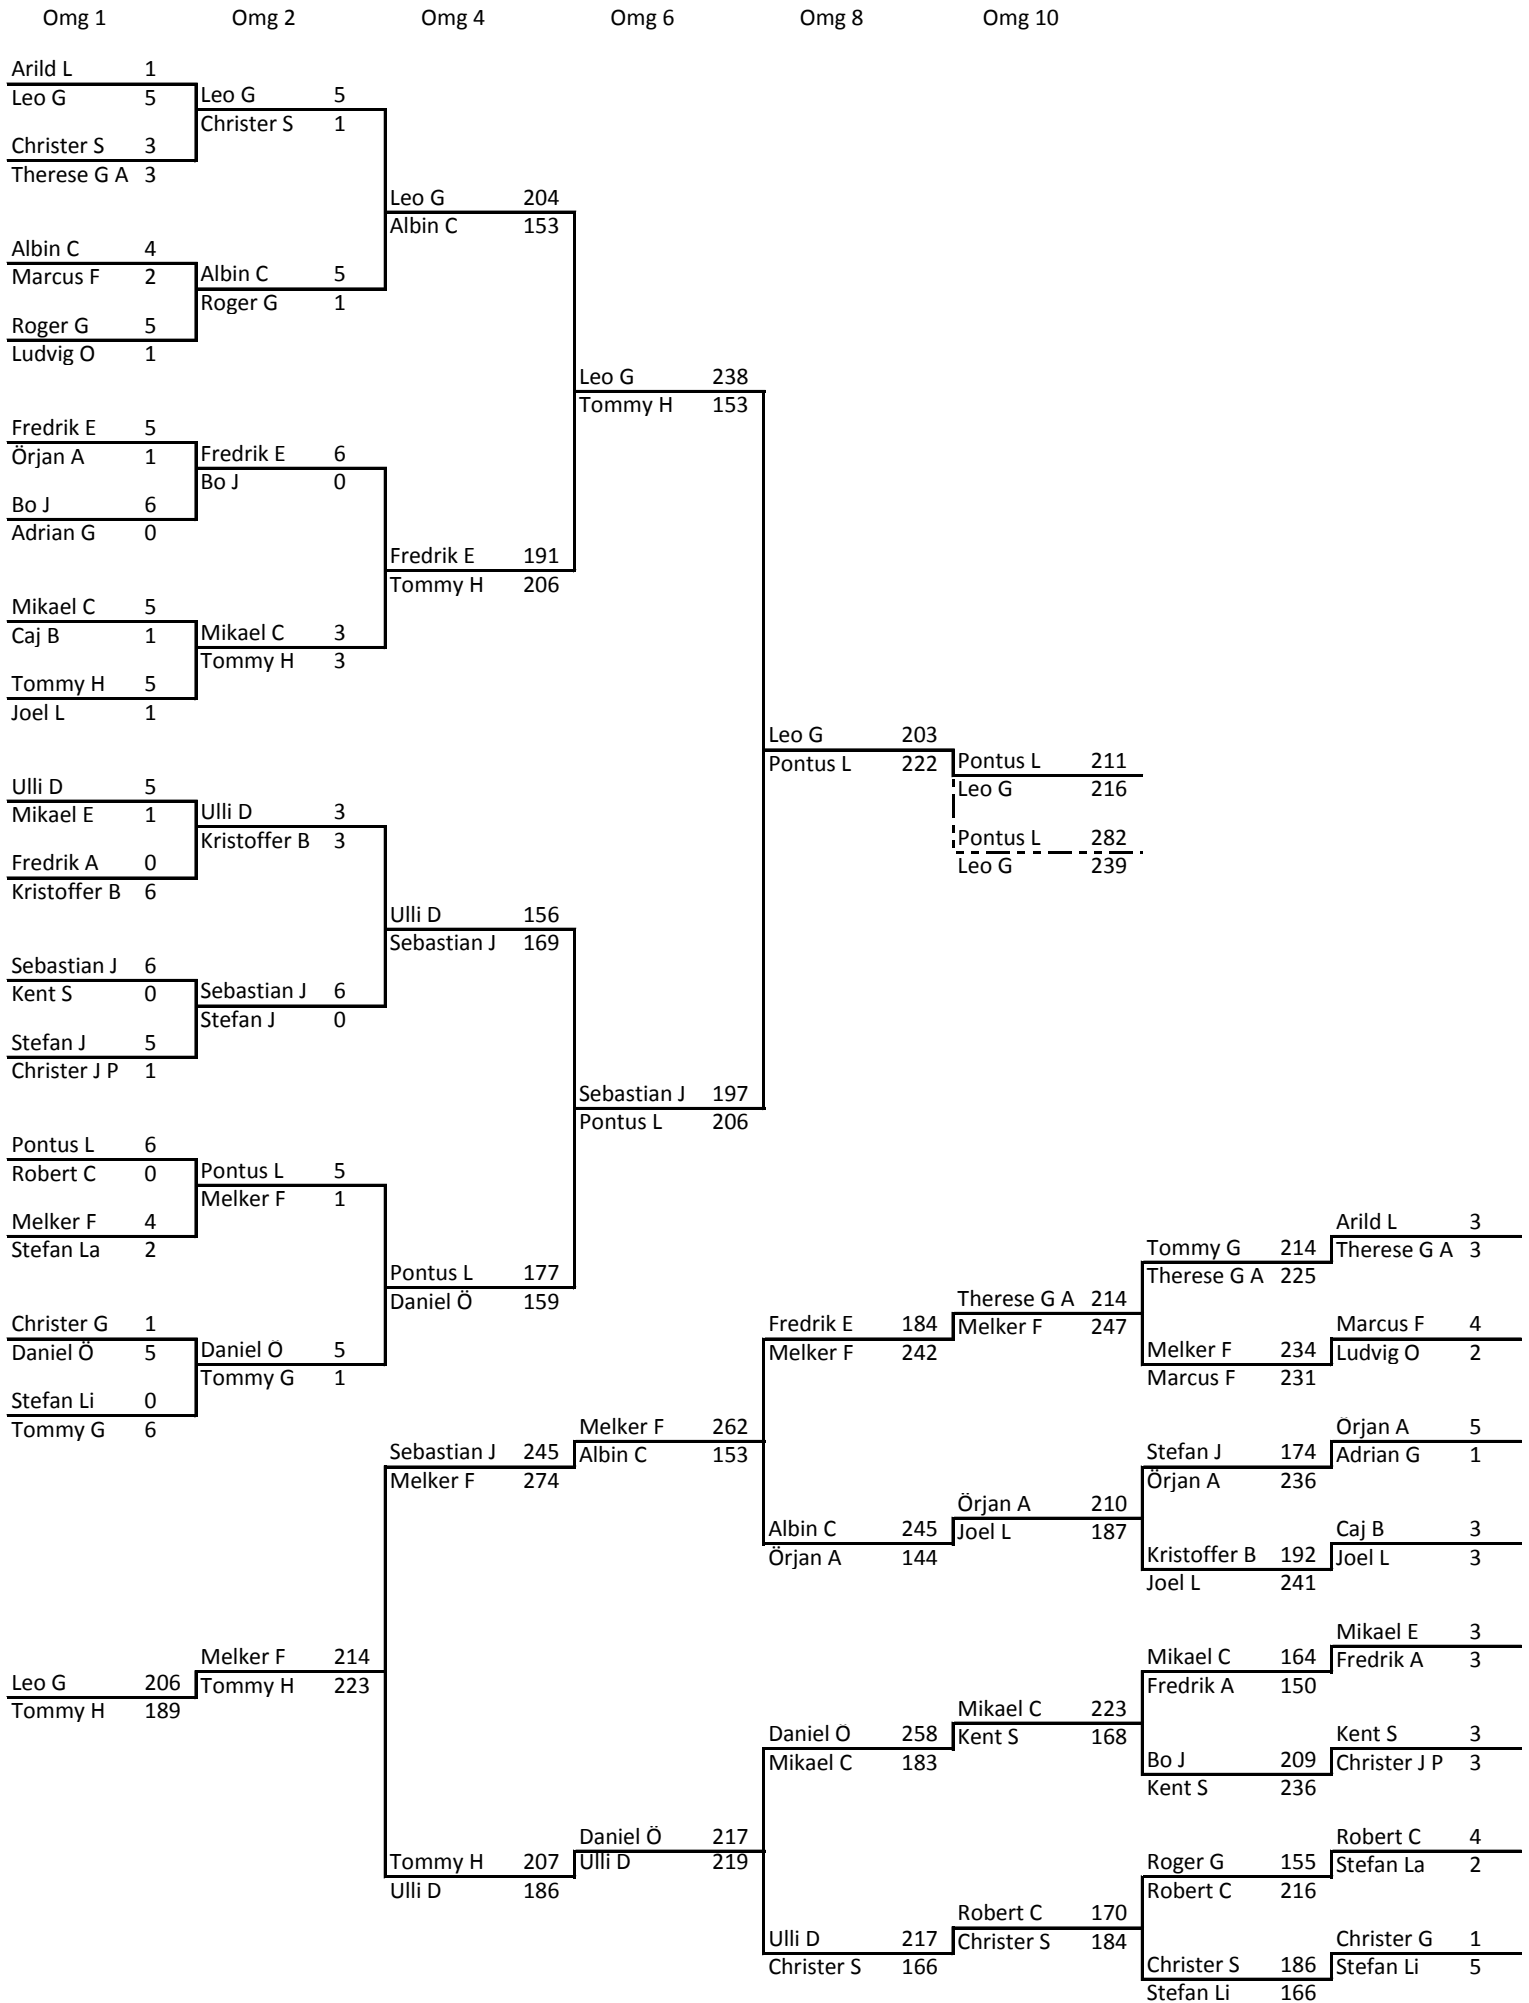 Omg 1 Omg 2 Omg 4 Omg 6 Omg 8 Omg 10
Arild L 1
Leo G 5
Leo G 5
Christer S 1
Christer S 3
Therese G A 3
Leo G 204
Albin C 153
Albin C 4
Marcus F 2
Albin C 5
Roger G 1
Roger G 5
Ludvig O 1
Leo G 238
Tommy H 153
Fredrik E 5
Örjan A 1
Fredrik E 6
Bo J 0
Bo J 6
Adrian G 0
Fredrik E 191
Tommy H 206
Mikael C 5
Caj B 1
Mikael C 3
Tommy H 3
Tommy H 5
Joel L 1
Leo G 203
Pontus L 222
Pontus L 211
Leo G 216
Pontus L 282
Leo G 239
Ulli D 5
Mikael E 1
Ulli D 3
Kristoffer B 3
Fredrik A 0
Kristoffer B 6
Ulli D 156
Sebastian J 169
Sebastian J 6
Kent S 0
Sebastian J 6
Stefan J 0
Stefan J 5
Christer J P 1
Sebastian J 197
Pontus L 206
Pontus L 6
Robert C 0
Pontus L 5
Melker F 1
Melker F 4
Stefan La 2
Pontus L 177
Daniel Ö 159
Christer G 1
Daniel Ö 5
Daniel Ö 5
Tommy G 1
Stefan Li 0
Tommy G 6
Arild L 3
Therese G A 3
Tommy G 214
Therese G A 225
Therese G A 214
Melker F 247
Marcus F 4
Ludvig O 2
Melker F 234
Marcus F 231
Fredrik E 184
Melker F 242
Melker F 262
Albin C 153
Sebastian J 245
Melker F 274
Örjan A 5
Adrian G 1
Stefan J 174
Örjan A 236
Örjan A 210
Joel L 187
Albin C 245
Örjan A 144
Caj B 3
Joel L 3
Kristoffer B 192
Joel L 241
Leo G 206
Tommy H 189
Melker F 214
Tommy H 223
Mikael E 3
Fredrik A 3
Mikael C 164
Fredrik A 150
Mikael C 223
Kent S 168
Daniel Ö 258
Mikael C 183
Kent S 3
Christer J P 3
Bo J 209
Kent S 236
Daniel Ö 217
Ulli D 219
Tommy H 207
Ulli D 186
Robert C 4
Stefan La 2
Roger G 155
Robert C 216
Robert C 170
Christer S 184
Ulli D 217
Christer S 166
Christer G 1
Stefan Li 5
Christer S 186
Stefan Li 166